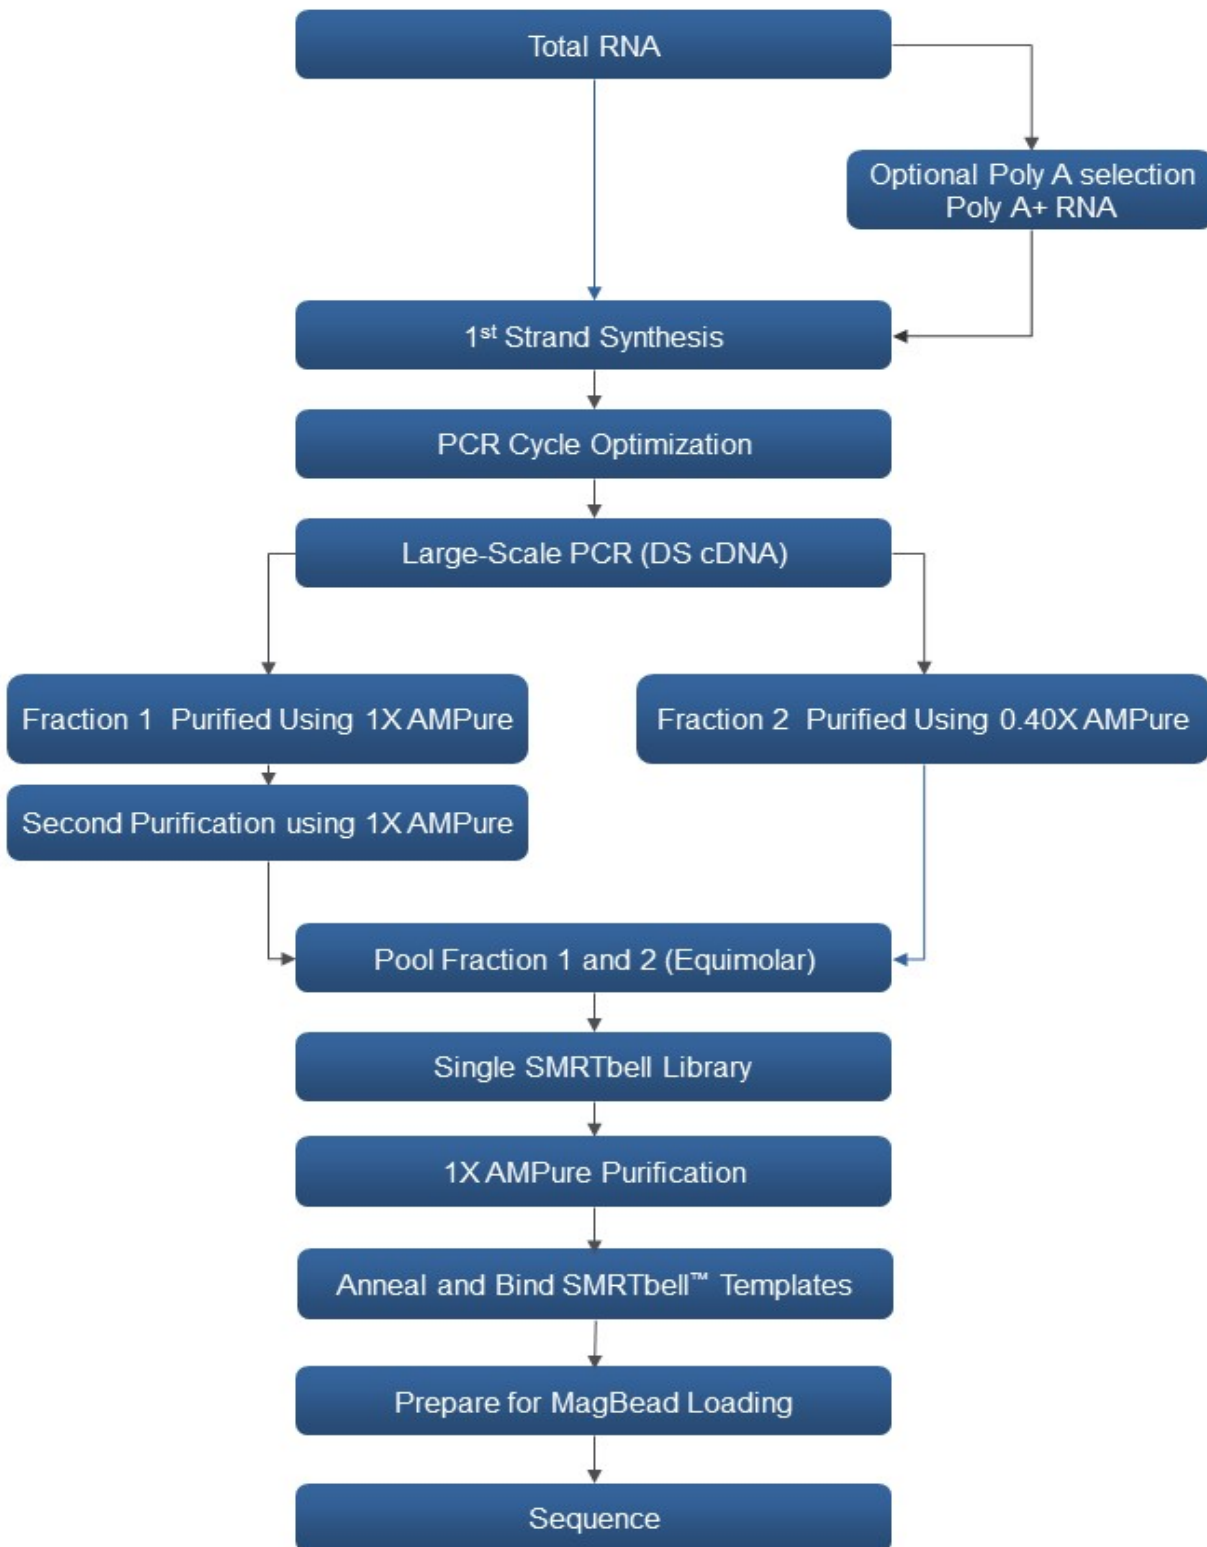 Total RNA
Optional Poly A selection
Poly A+ RNA
1st Strand Synthesis
PCR Cycle Optimization
Large-Scale PCR (DS cDNA)
Fraction 1  Purified Using 1X AMPure
Fraction 2  Purified Using 0.40X AMPure
Second Purification using 1X AMPure
Pool Fraction 1 and 2 (Equimolar)
Single SMRTbell Library
1X AMPure Purification
Anneal and Bind SMRTbell™ Templates
Prepare for MagBead Loading
Sequence